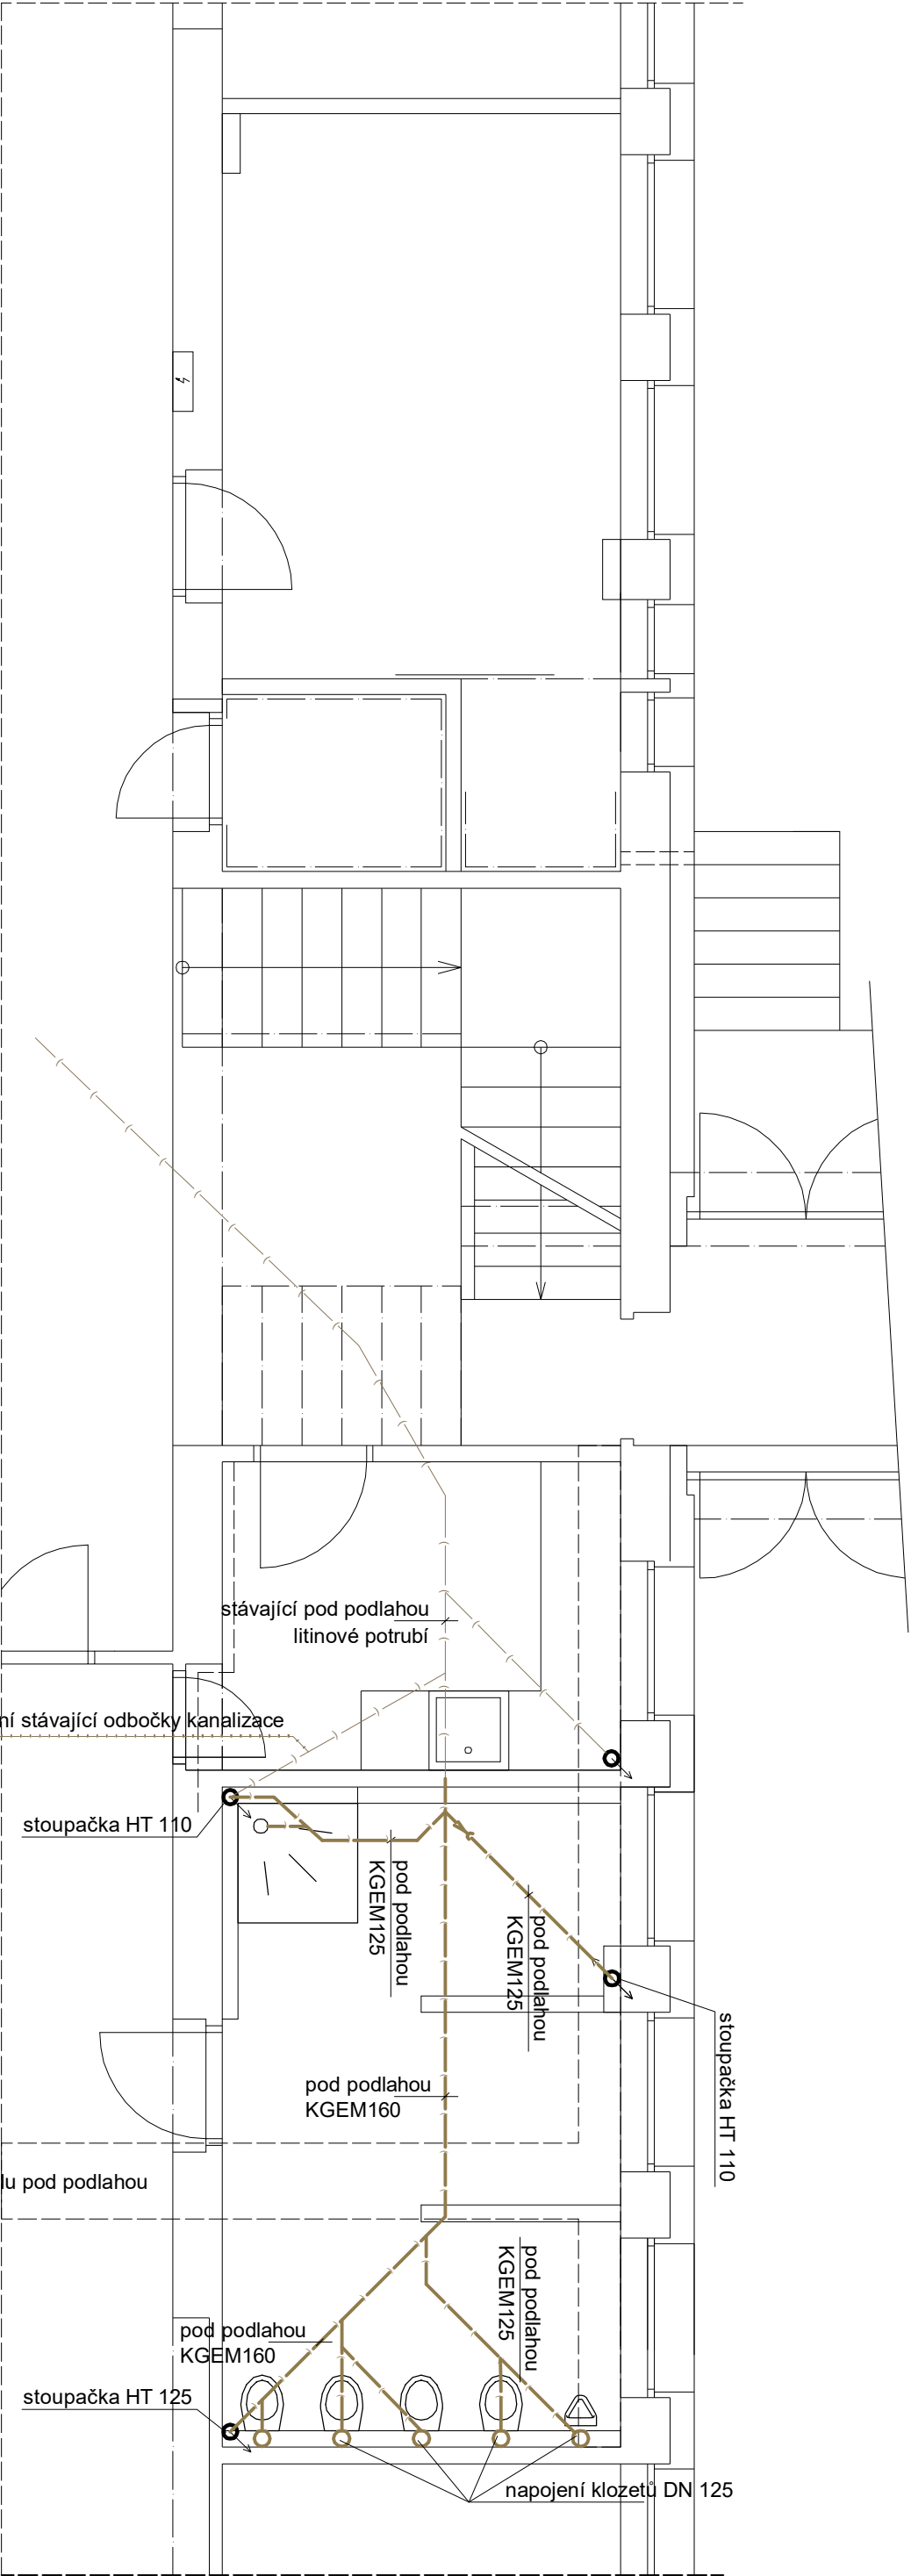 stávající pod podlahou
litinové potrubí
ní stávající odbočky kanalizace
stoupačka HT 110
pod podlahou
KGEM125
pod podlahou
KGEM125
stoupačka HT 110
pod podlahou
KGEM160
lu pod podlahou
pod podlahou
KGEM125
pod podlahou
KGEM160
stoupačka HT 125
napojení klozetů DN 125